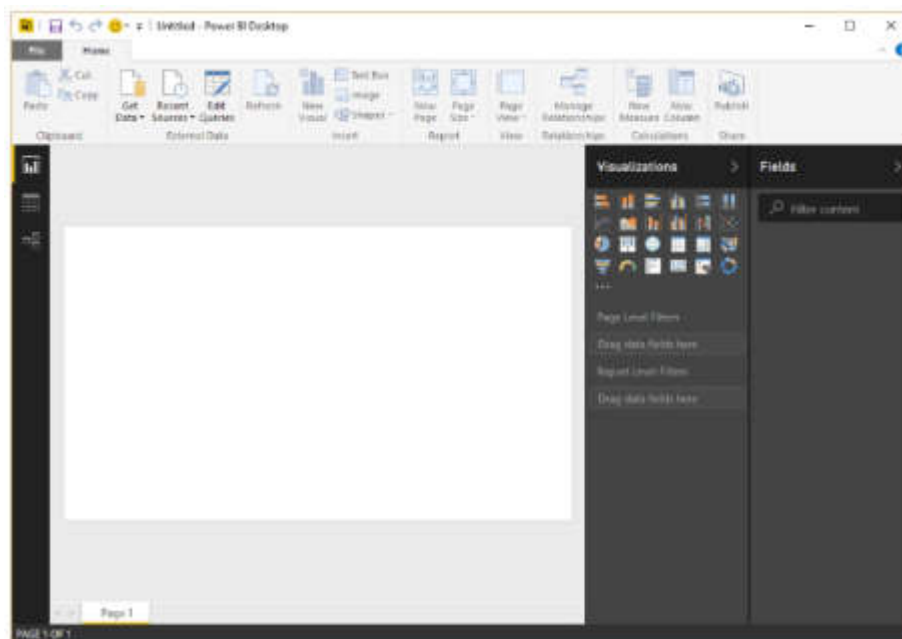 Untitled - Power BI Desktop
File Home
Paste
Cut
Copy
Get Data
Recent Sources
Edit Queries
Refresh
New Visual
Text Box
Image
Shapes
New Page
Page Size
Page View
Manage Relationships
New Measure
New Column
Publish
Clipboard External Data Insert Report View Relationships Calculations Share
Visualizations
Fields
Filter content
Page Level Filters
Drag data fields here
Report Level Filters
Drag data fields here
Page 1
PAGE 1 OF 1